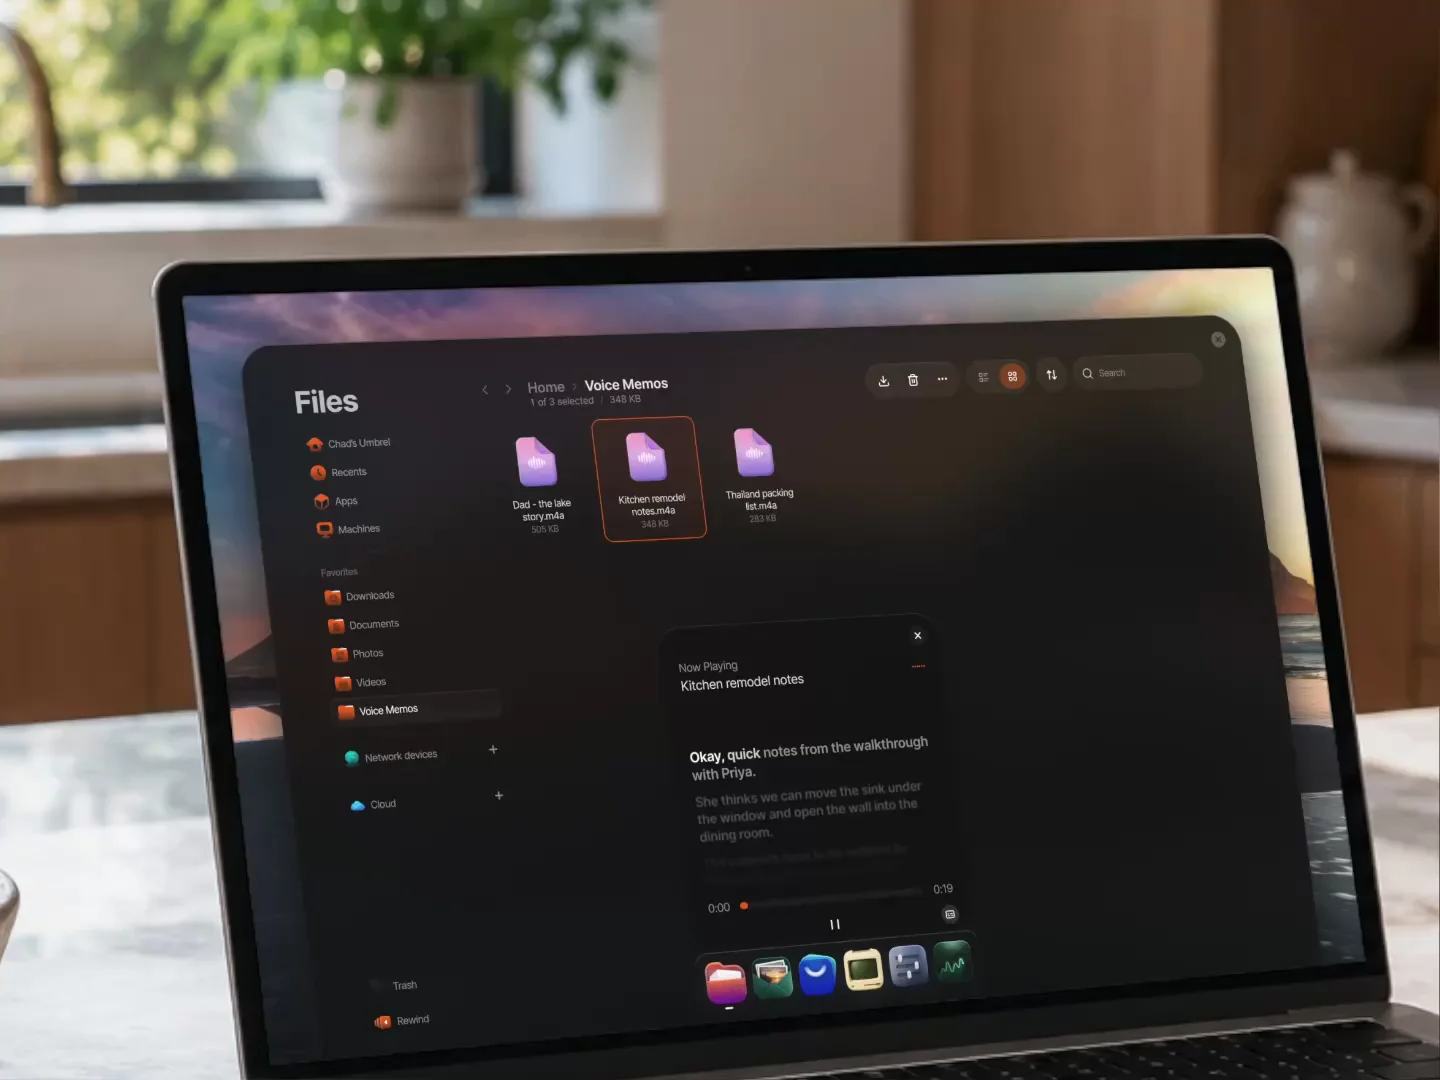 Files
Home › Voice Memos
1 of 3 selected / 348 KB
Search
Chad's Umbrel
Recents
Apps
Machines
Favorites
Downloads
Documents
Photos
Videos
Voice Memos
Network devices
Cloud
Trash
Rewind
Dad - the lake
story.m4a
505 KB
Kitchen remodel
notes.m4a
348 KB
Thailand packing
list.m4a
283 KB
Now Playing
Kitchen remodel notes
Okay, quick notes from the walkthrough
with Priya.
She thinks we can move the sink under
the window and open the wall into the
dining room.
0:00
0:19